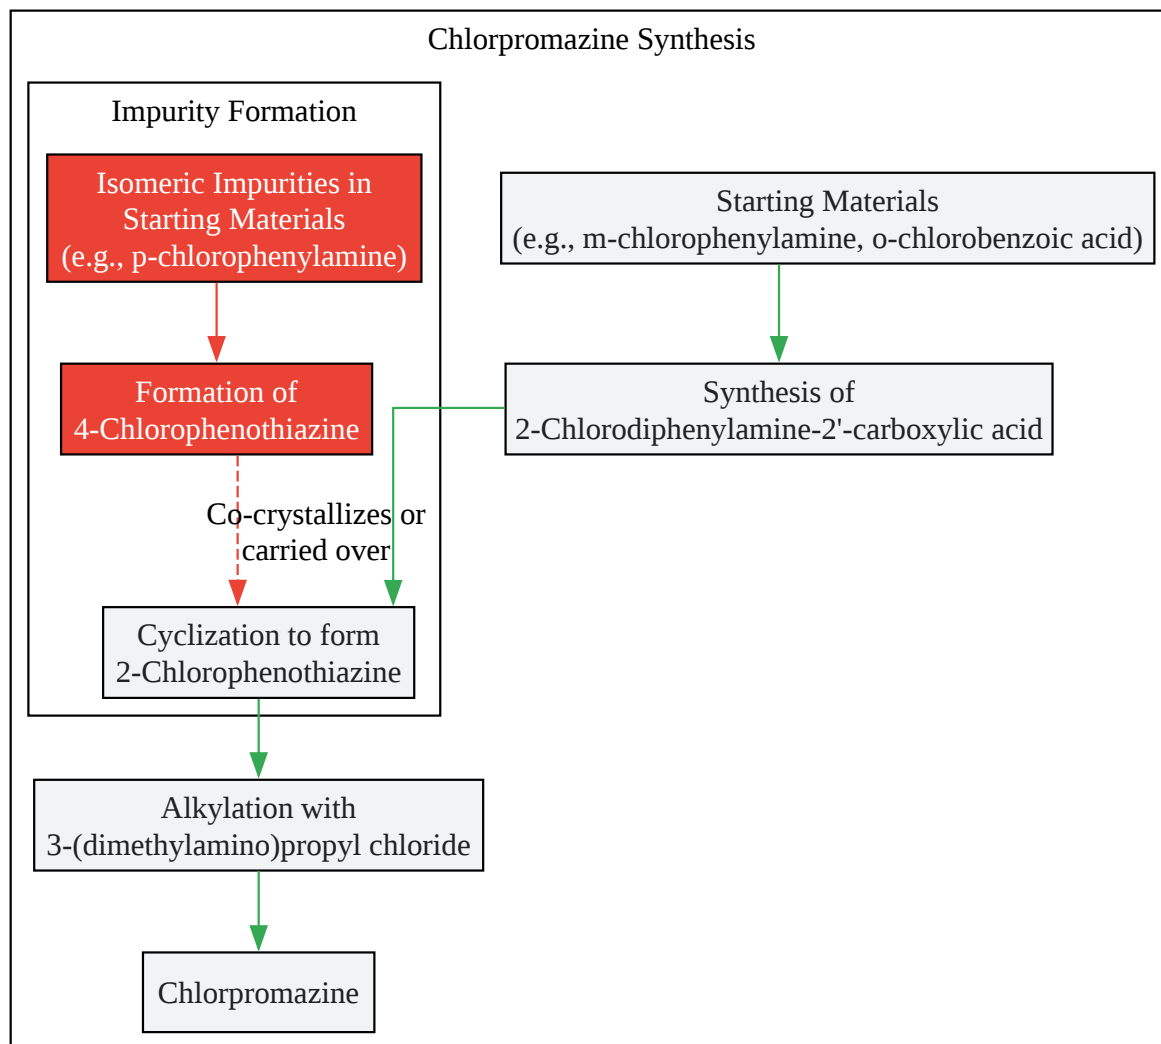 Chlorpromazine Synthesis
Impurity Formation
Isomeric Impurities in
Starting Materials
(e.g., p-chlorophenylamine)
Starting Materials
(e.g., m-chlorophenylamine, o-chlorobenzoic acid)
Formation of
4-Chlorophenothiazine
Synthesis of
2-Chlorodiphenylamine-2'-carboxylic acid
Co-crystallizes or
carried over
Cyclization to form
2-Chlorophenothiazine
Alkylation with
3-(dimethylamino)propyl chloride
Chlorpromazine